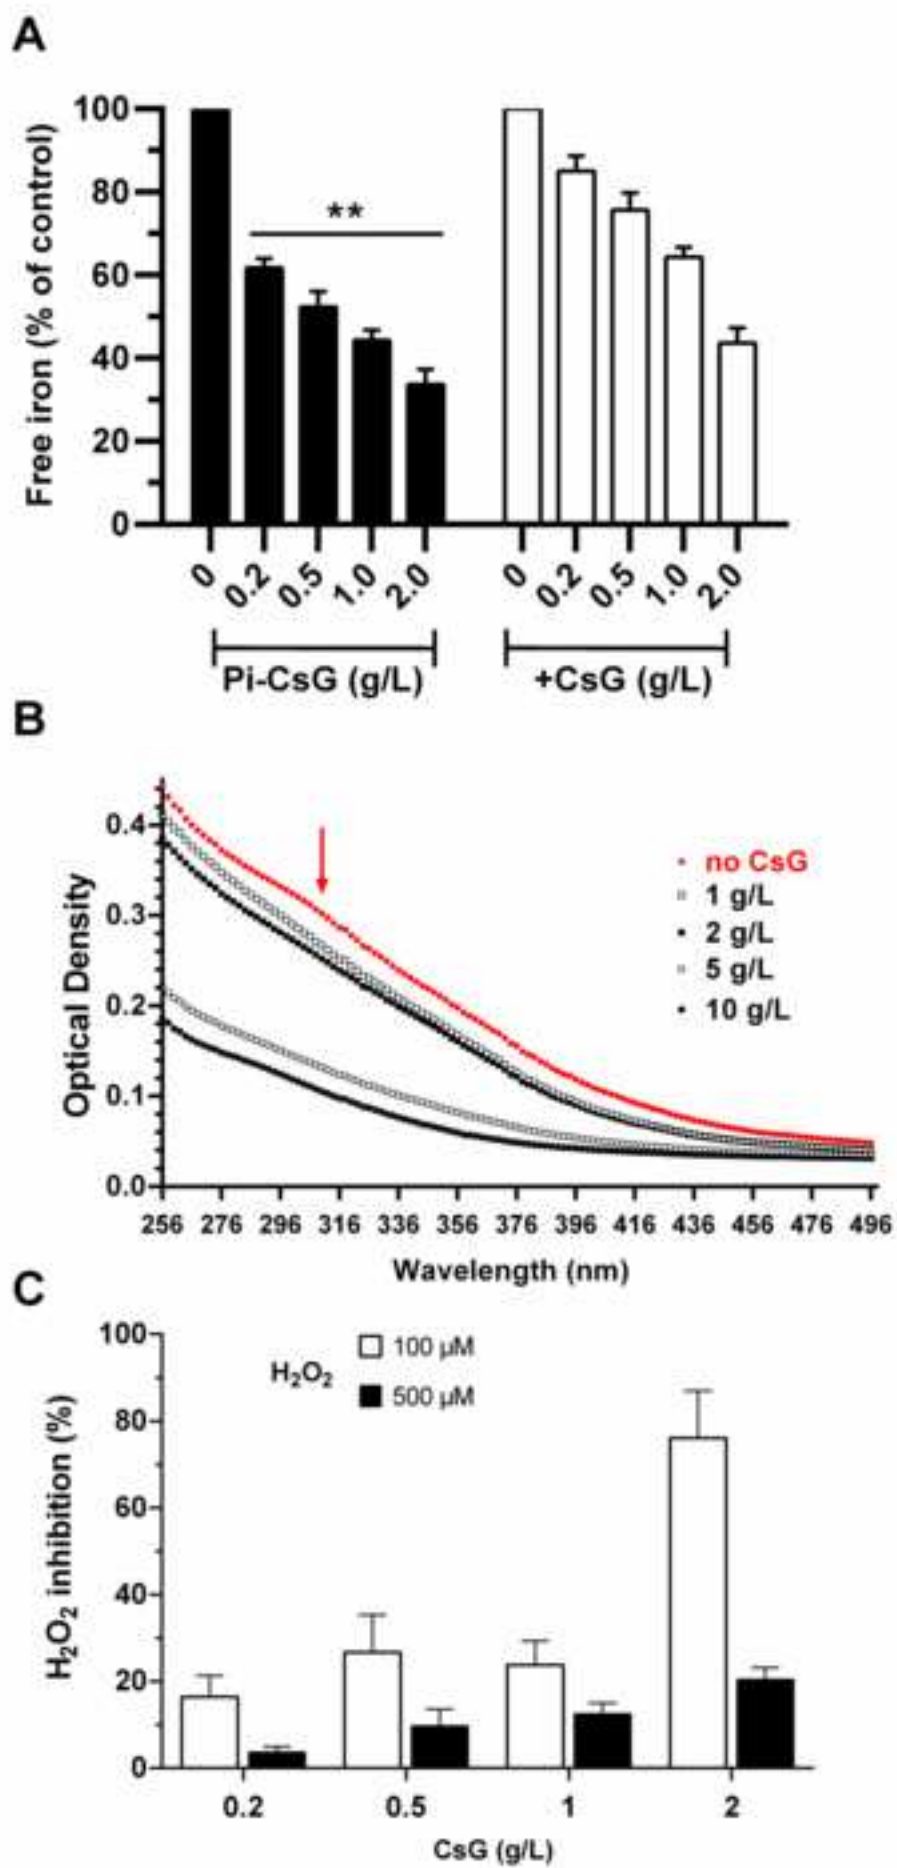 A
Free iron (% of control)
100
80
60
40
20
0
**
0 0.2 0.5 1.0 2.0 0 0.2 0.5 1.0 2.0
Pi-CsG (g/L) +CsG (g/L)
B
Optical Density
0.4
0.3
0.2
0.1
0.0
no CsG
1 g/L
2 g/L
5 g/L
10 g/L
256 276 296 316 336 356 376 396 416 436 456 476 496
Wavelength (nm)
C
H₂O₂ inhibition (%)
100
80
60
40
20
0
H₂O₂
100 µM
500 µM
0.2 0.5 1 2
CsG (g/L)